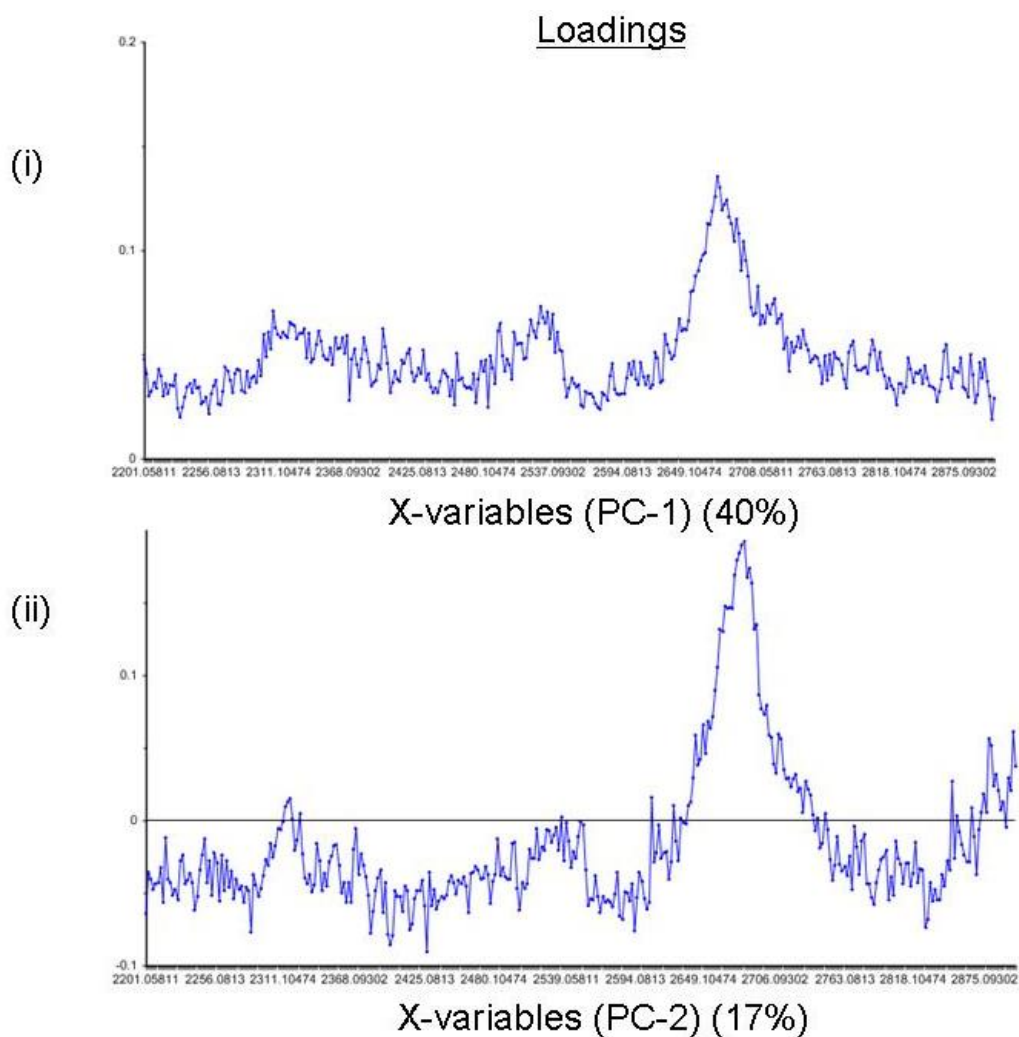 Loadings
(i)
0.2
0.1
0
2201.05811 2256.0813 2311.10474 2368.09302 2425.0813 2480.10474 2537.09302 2594.0813 2649.10474 2708.05811 2763.0813 2818.10474 2875.09302
X-variables (PC-1) (40%)
(ii)
0.1
0
-0.1
2201.05811 2256.0813 2311.10474 2368.09302 2425.0813 2480.10474 2539.05811 2594.0813 2649.10474 2706.09302 2763.0813 2818.10474 2875.09302
X-variables (PC-2) (17%)